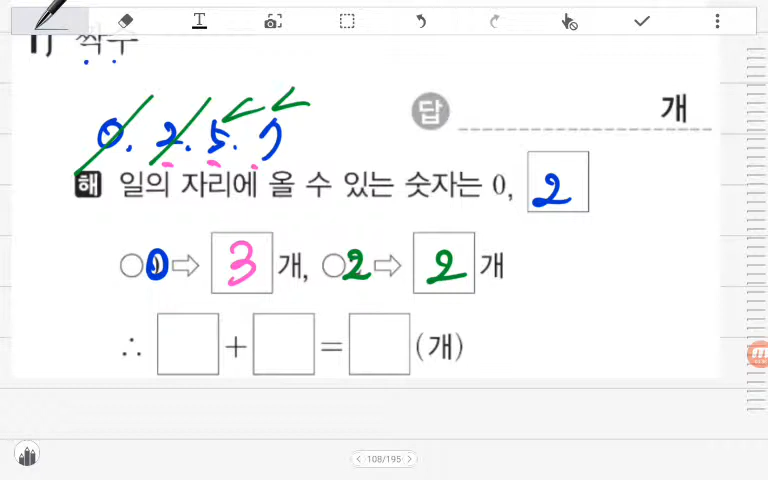 1) 짝수
0. 2. 5. 7
답 개
해 일의 자리에 올 수 있는 숫자는 0, 2
○0⇨ 3 개, ○2⇨ 2 개
∴ □ + □ = □ (개)
108/195